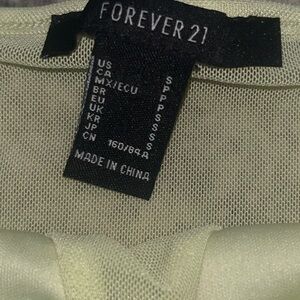 FOREVER 21
US S
CA P
MX/ECU P
BR P
EU S
UK S
KR S
JP S
CN 160/84A
MADE IN CHINA